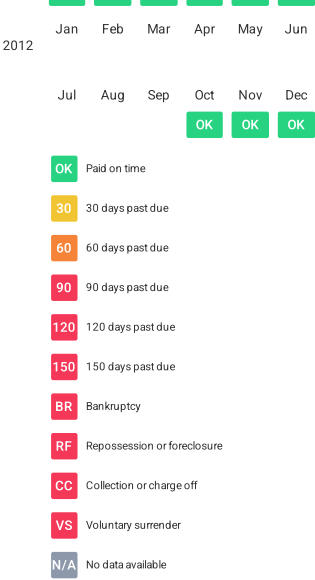 Jan Feb Mar Apr May Jun
2012
Jul Aug Sep Oct Nov Dec
OK OK OK
OK Paid on time
30 30 days past due
60 60 days past due
90 90 days past due
120 120 days past due
150 150 days past due
BR Bankruptcy
RF Repossession or foreclosure
CC Collection or charge off
VS Voluntary surrender
N/A No data available